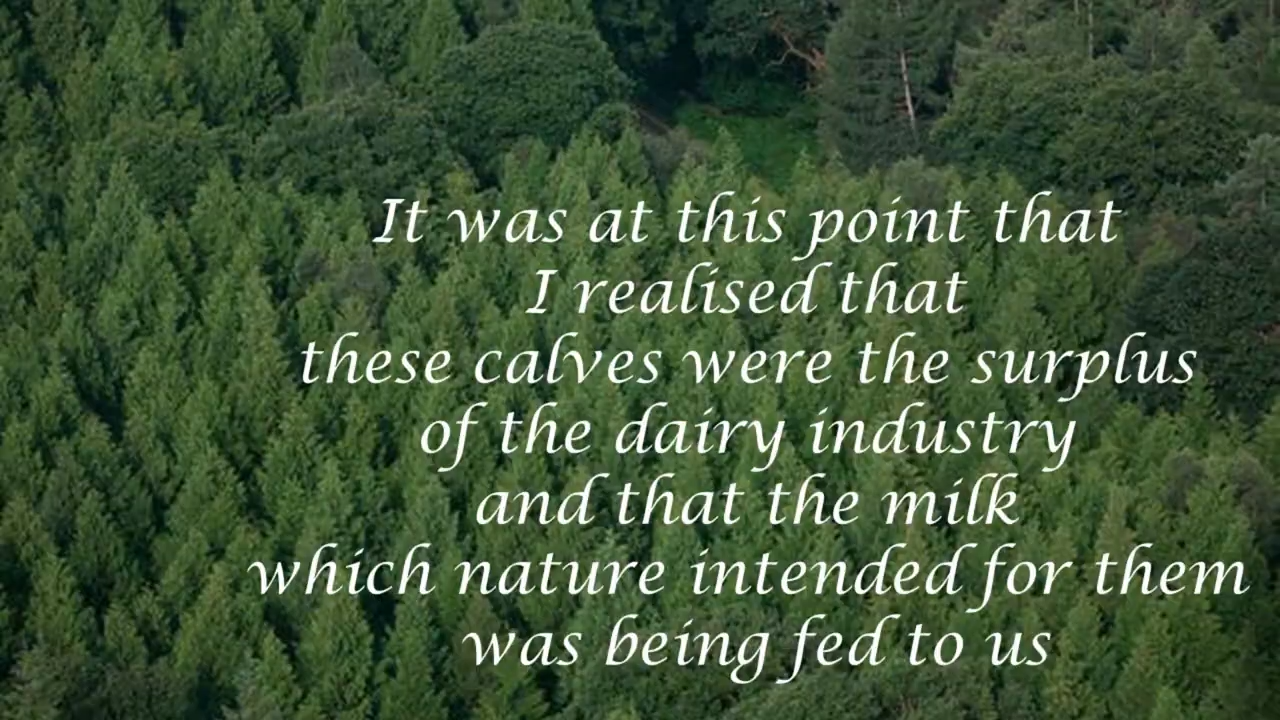 It was at this point that
I realised that
these calves were the surplus
of the dairy industry
and that the milk
which nature intended for them
was being fed to us